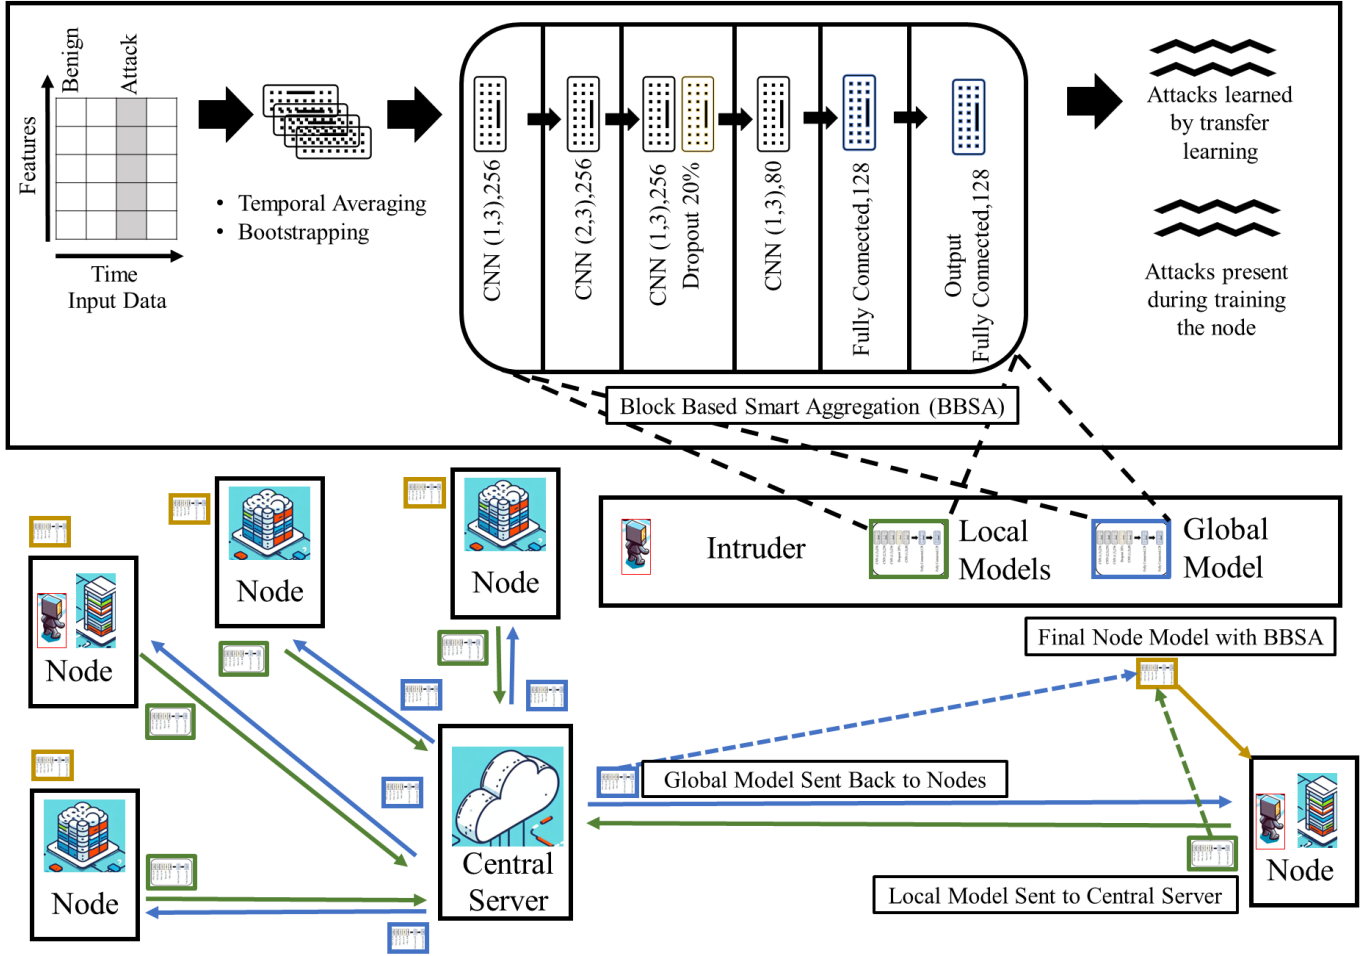 Benign
Attack
Features
Time
Input Data
• Temporal Averaging
• Bootstrapping
CNN (1,3),256
CNN (2,3),256
CNN (1,3),256
Dropout 20%
CNN (1,3),80
Fully Connected,128
Output
Fully Connected,128
Attacks learned
by transfer
learning
Attacks present
during training
the node
Block Based Smart Aggregation (BBSA)
Intruder
Local
Models
Global
Model
Node
Node
Node
Node
Central
Server
Final Node Model with BBSA
Global Model Sent Back to Nodes
Local Model Sent to Central Server
Node